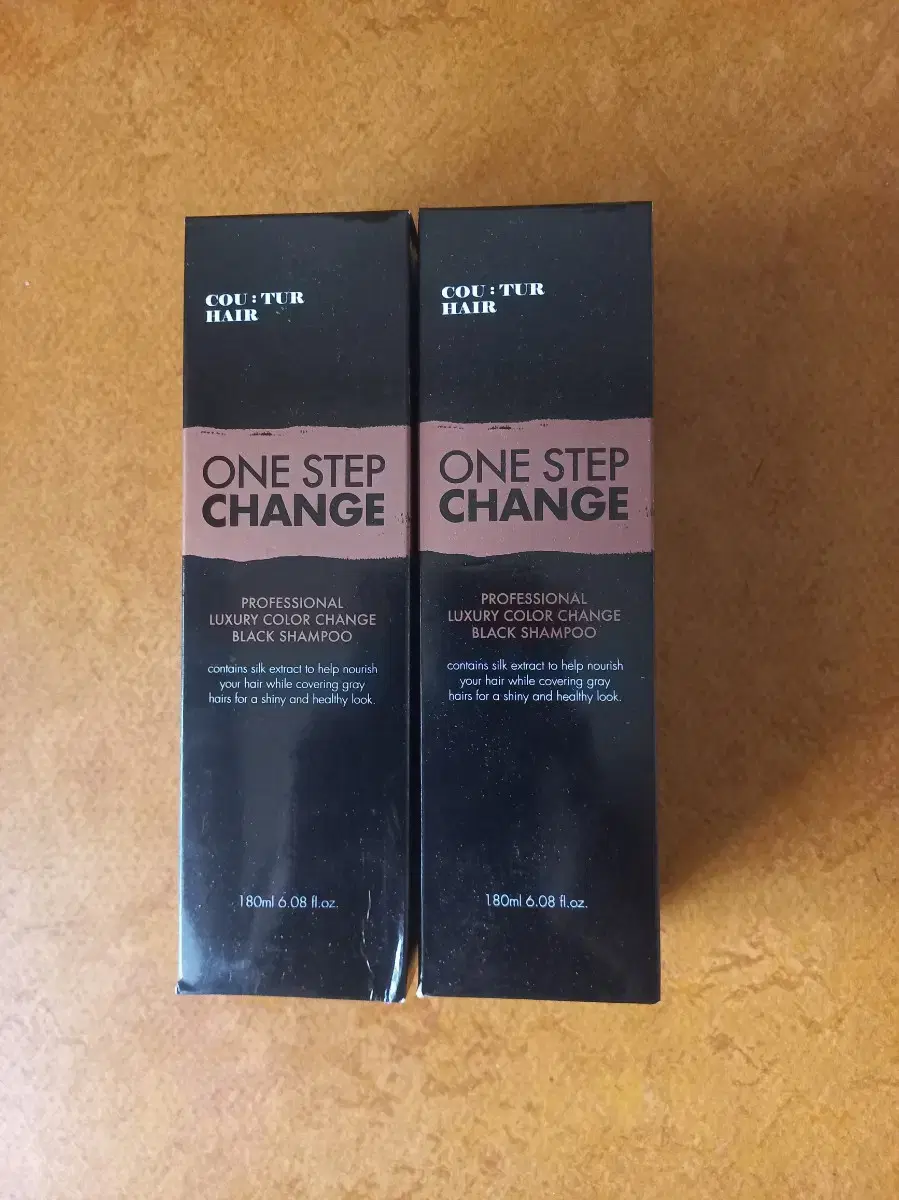 COU : TUR
HAIR
ONE STEP
CHANGE
PROFESSIONAL
LUXURY COLOR CHANGE
BLACK SHAMPOO
contains silk extract to help nourish
your hair while covering gray
hairs for a shiny and healthy look.
180ml 6.08 fl.oz.
COU : TUR
HAIR
ONE STEP
CHANGE
PROFESSIONAL
LUXURY COLOR CHANGE
BLACK SHAMPOO
contains silk extract to help nourish
your hair while covering gray
hairs for a shiny and healthy look.
180ml 6.08 fl.oz.